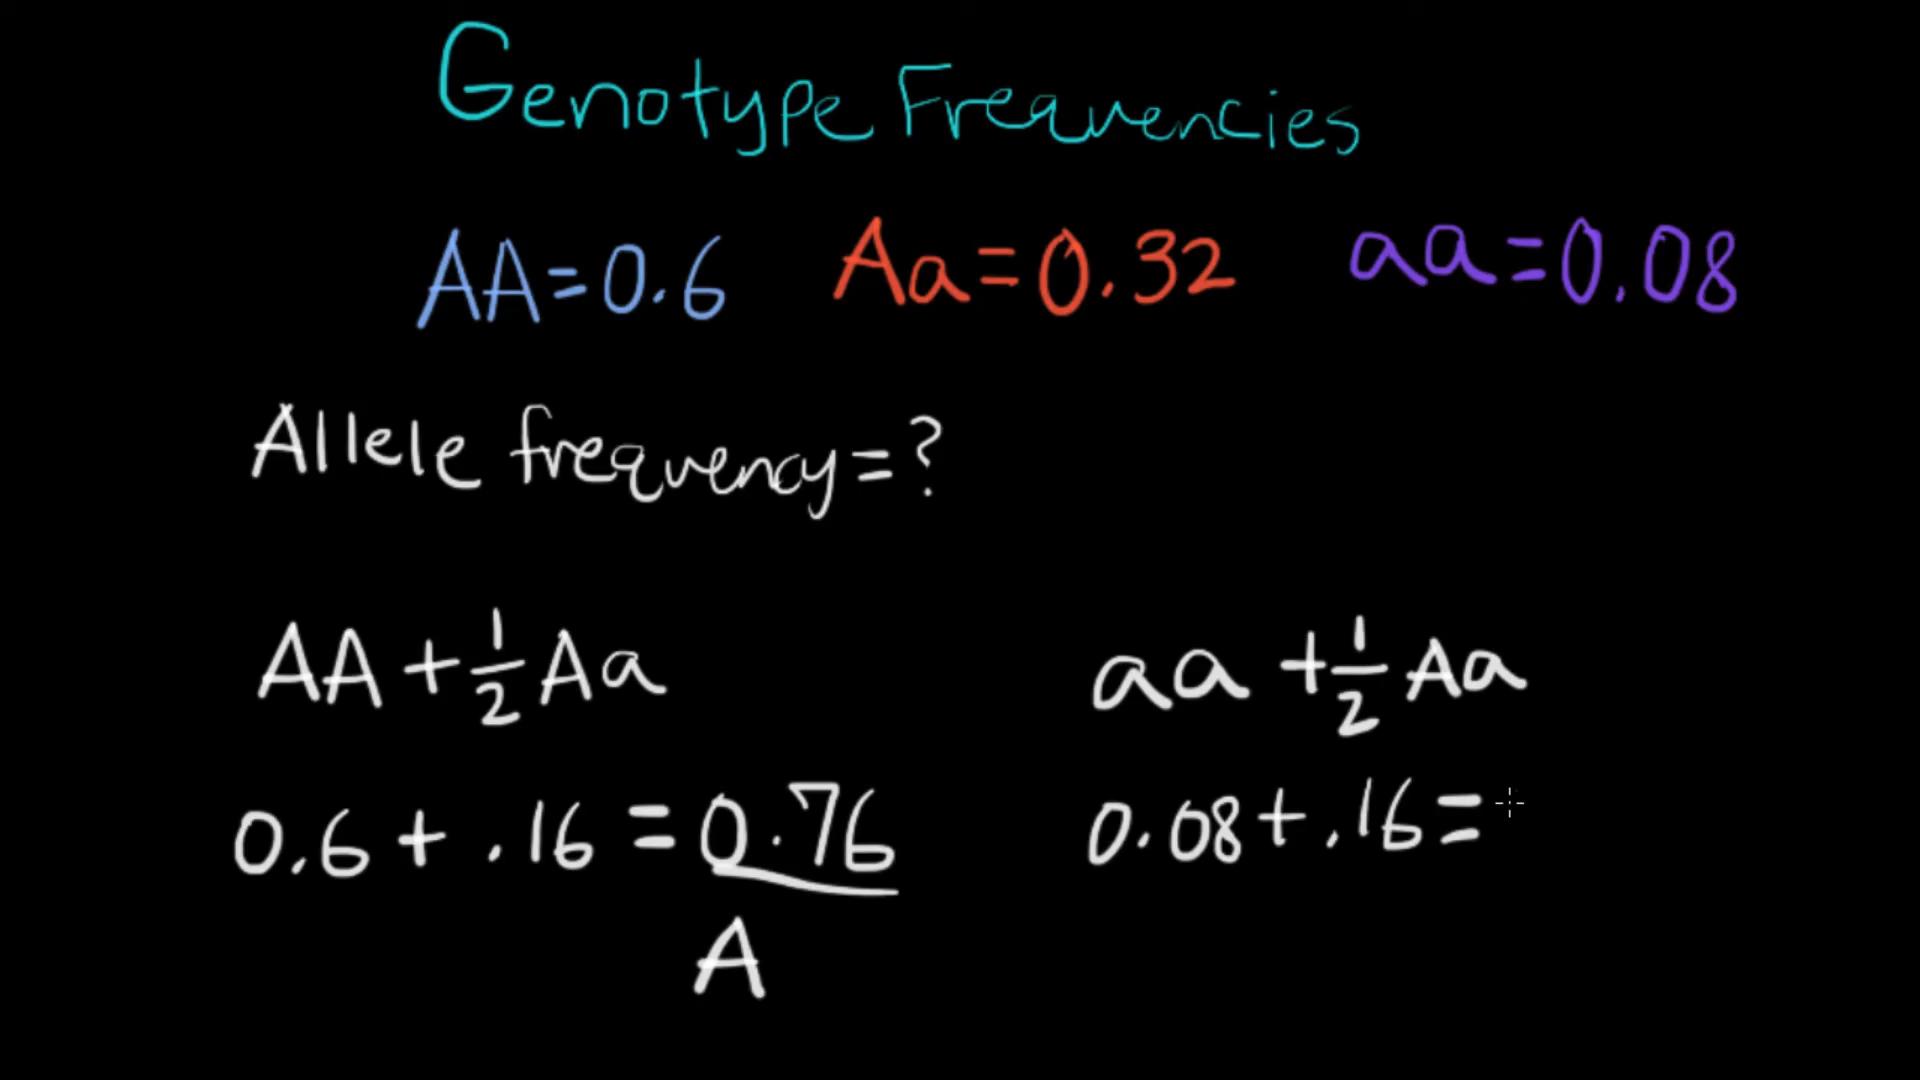 Genotype Frequencies
AA=0.6 Aa=0.32 aa=0.08
Allele frequency=?
AA+½Aa aa+½Aa
0.6+.16=0.76 0.08+.16=
A